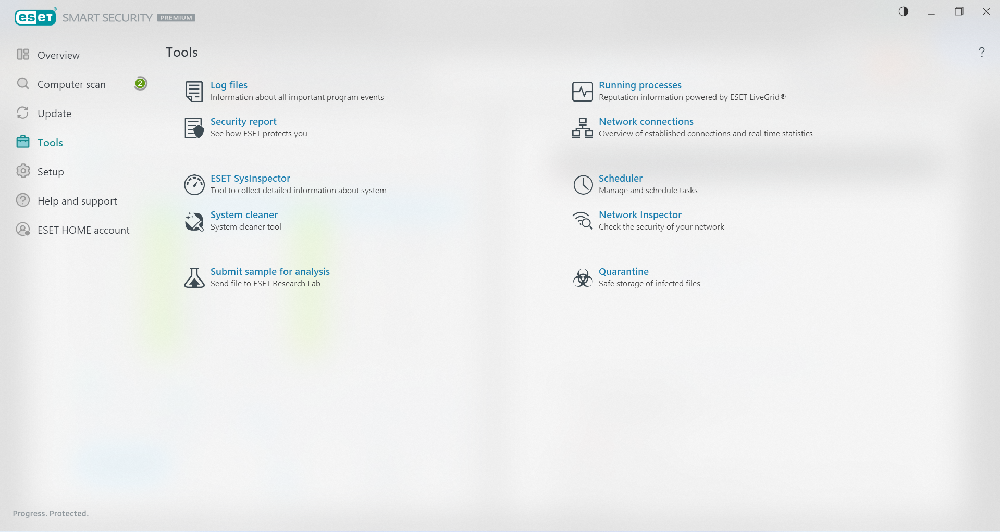 eset® SMART SECURITY PREMIUM
Overview
Computer scan 2
Update
Tools
Setup
Help and support
ESET HOME account
Tools
?
Log files
Information about all important program events
Running processes
Reputation information powered by ESET LiveGrid®
Security report
See how ESET protects you
Network connections
Overview of established connections and real time statistics
ESET SysInspector
Tool to collect detailed information about system
Scheduler
Manage and schedule tasks
System cleaner
System cleaner tool
Network Inspector
Check the security of your network
Submit sample for analysis
Send file to ESET Research Lab
Quarantine
Safe storage of infected files
Progress. Protected.